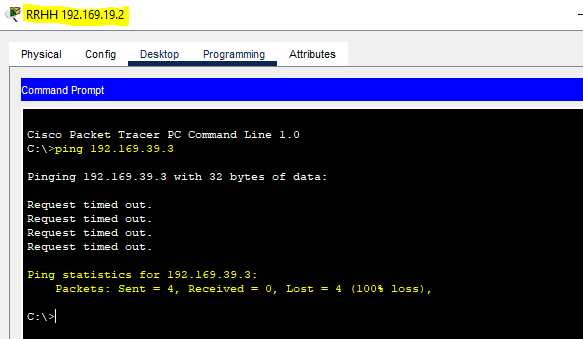 RRHH 192.169.19.2
Physical Config Desktop Programming Attributes
Command Prompt
Cisco Packet Tracer PC Command Line 1.0
C:\>ping 192.169.39.3
Pinging 192.169.39.3 with 32 bytes of data:
Request timed out.
Request timed out.
Request timed out.
Request timed out.
Ping statistics for 192.169.39.3:
Packets: Sent = 4, Received = 0, Lost = 4 (100% loss),
C:\>